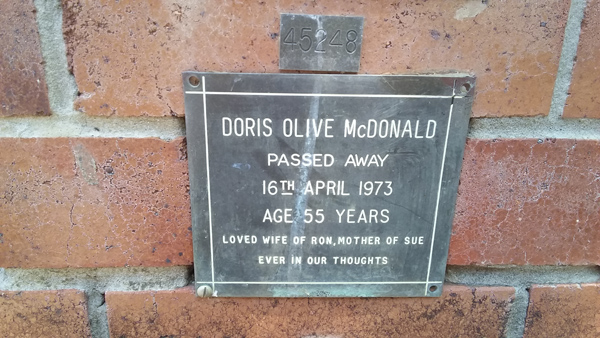 45248
DORIS OLIVE McDONALD
PASSED AWAY
16TH APRIL 1973
AGE 55 YEARS
LOVED WIFE OF RON, MOTHER OF SUE
EVER IN OUR THOUGHTS